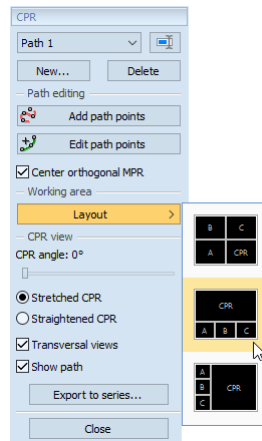 CPR
Path 1
New... Delete
Path editing
Add path points
Edit path points
Center orthogonal MPR
Working area
Layout >
CPR view
CPR angle: 0°
Stretched CPR
Straightened CPR
Transversal views
Show path
Export to series...
Close
B C
A CPR
CPR
A B C
A
B CPR
C